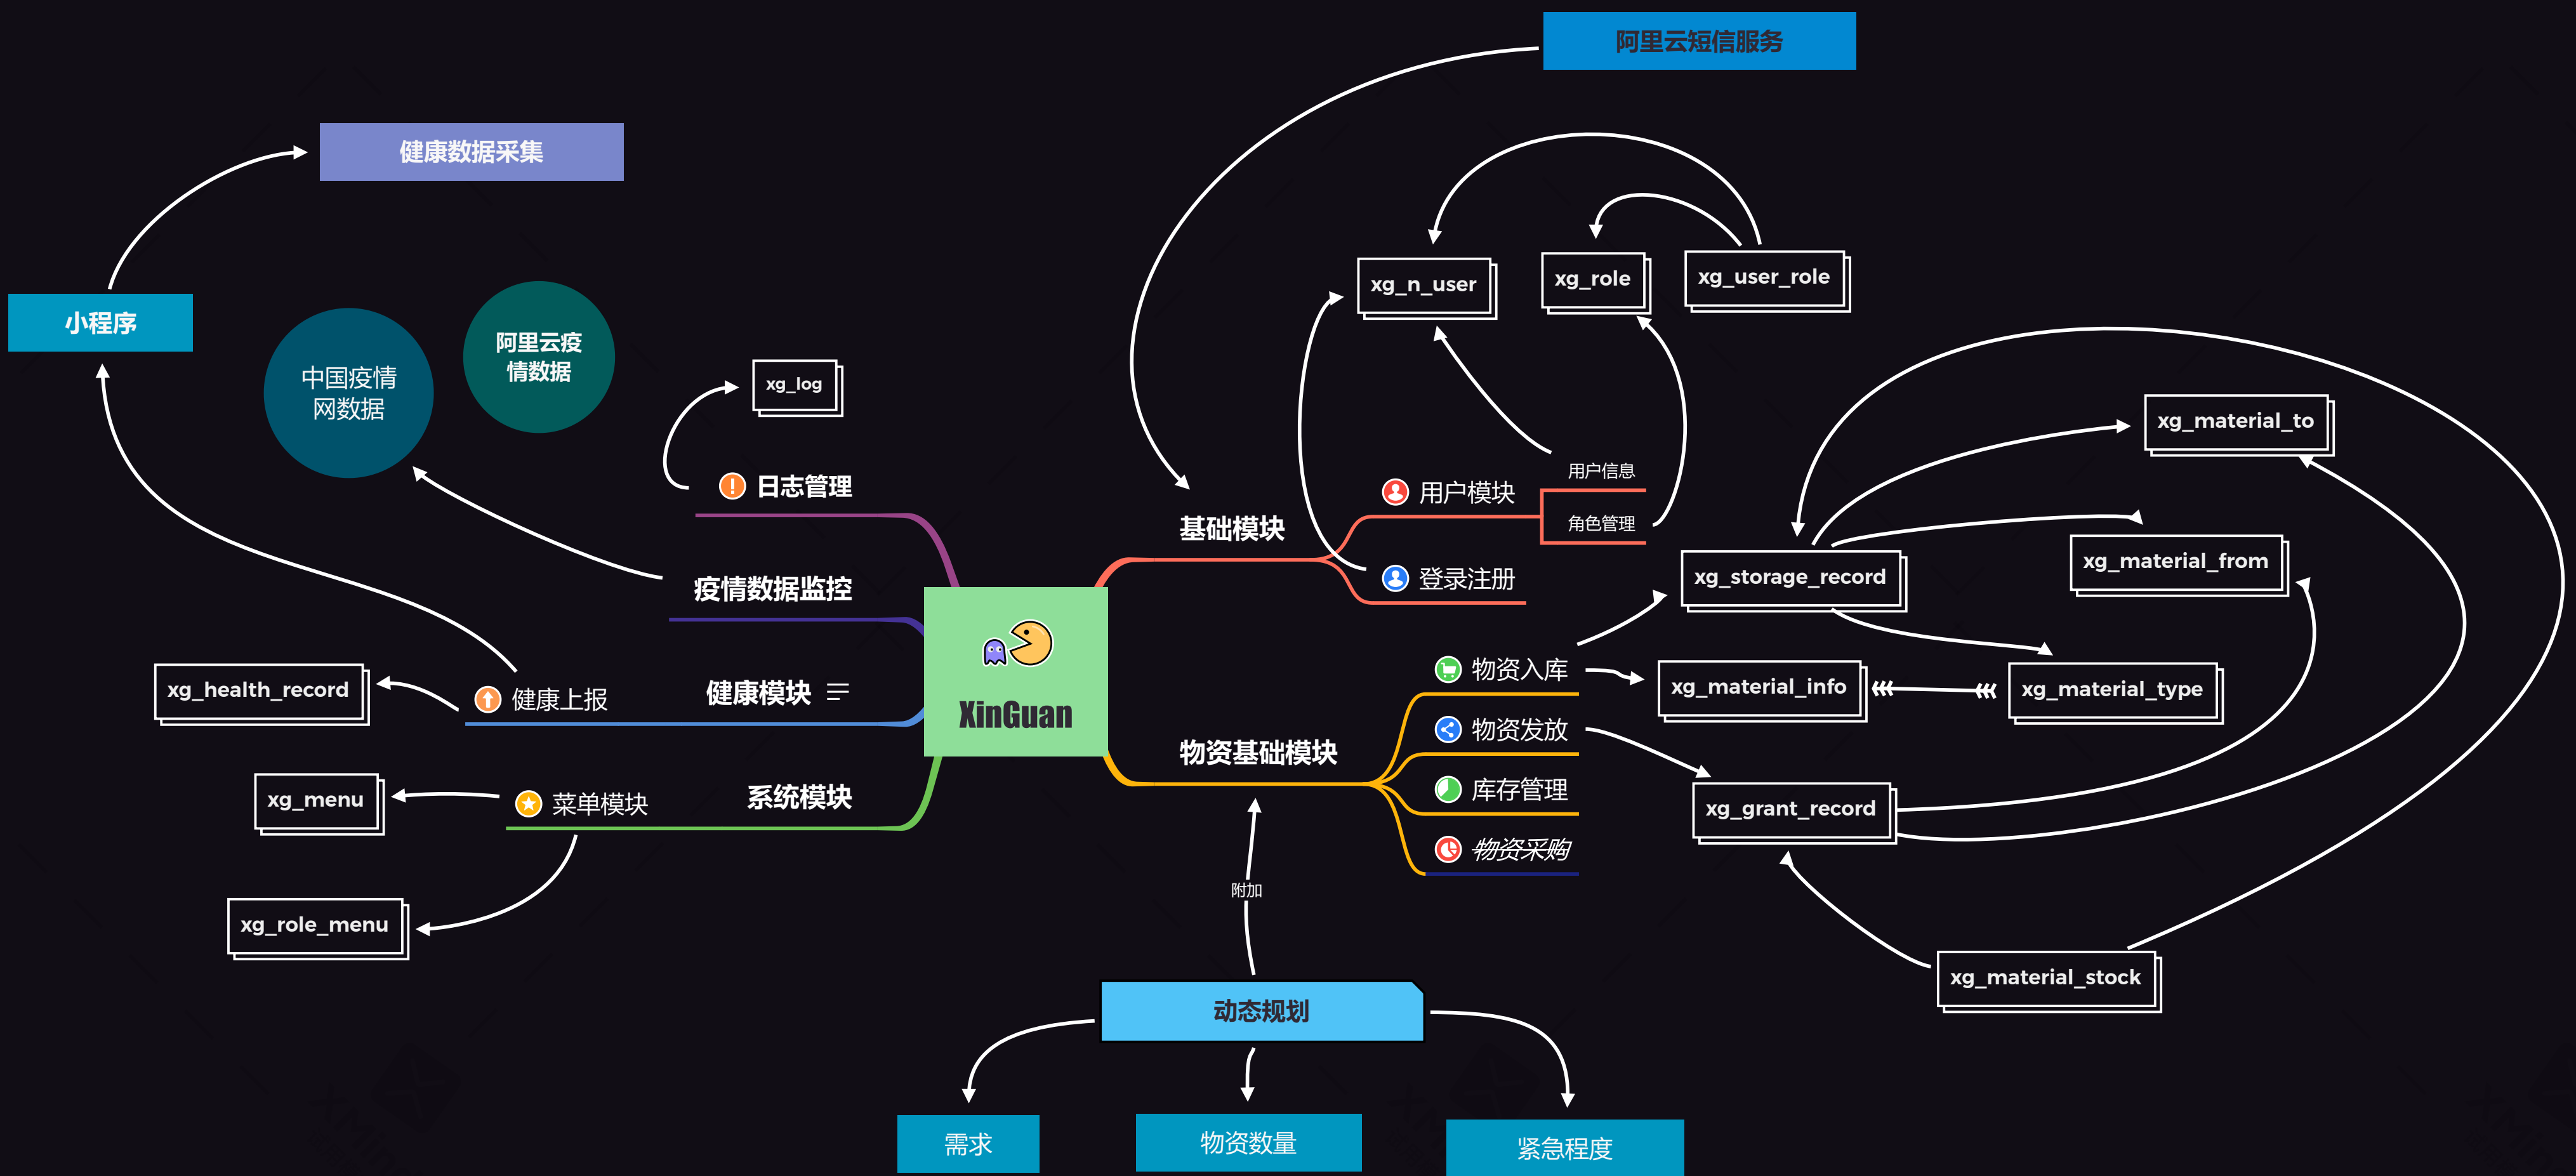 阿里云短信服务
健康数据采集
小程序
中国疫情
网数据
阿里云疫
情数据
xg_log
xg_n_user
xg_role
xg_user_role
xg_material_to
日志管理
基础模块
用户模块
用户信息
角色管理
登录注册
xg_storage_record
xg_material_from
疫情数据监控
xg_health_record
健康上报
健康模块
XinGuan
物资入库
xg_material_info
xg_material_type
物资基础模块
物资发放
库存管理
物资采购
xg_grant_record
xg_menu
菜单模块
系统模块
xg_role_menu
附加
xg_material_stock
动态规划
需求
物资数量
紧急程度